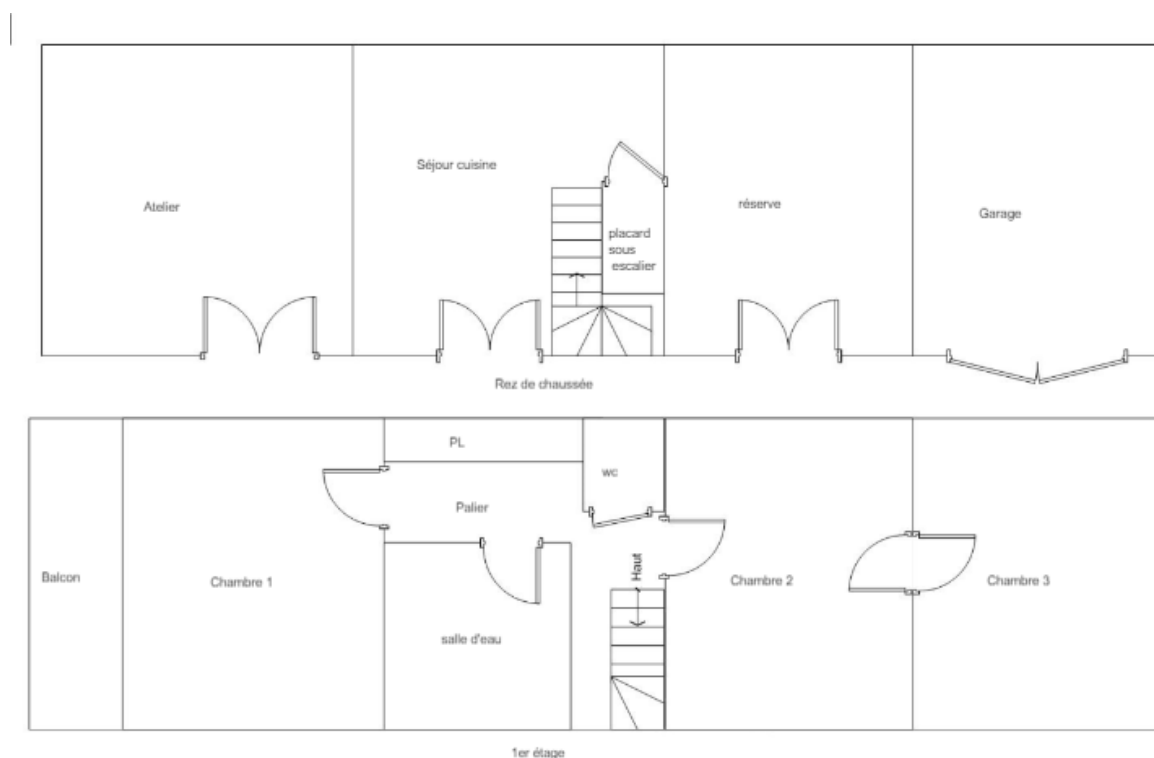 Séjour cuisine
Atelier
réserve
Garage
placard
sous
escalier
Rez de chaussée
PL
wc
Palier
Haut
Balcon
Chambre 1
Chambre 2
Chambre 3
salle d'eau
1er étage